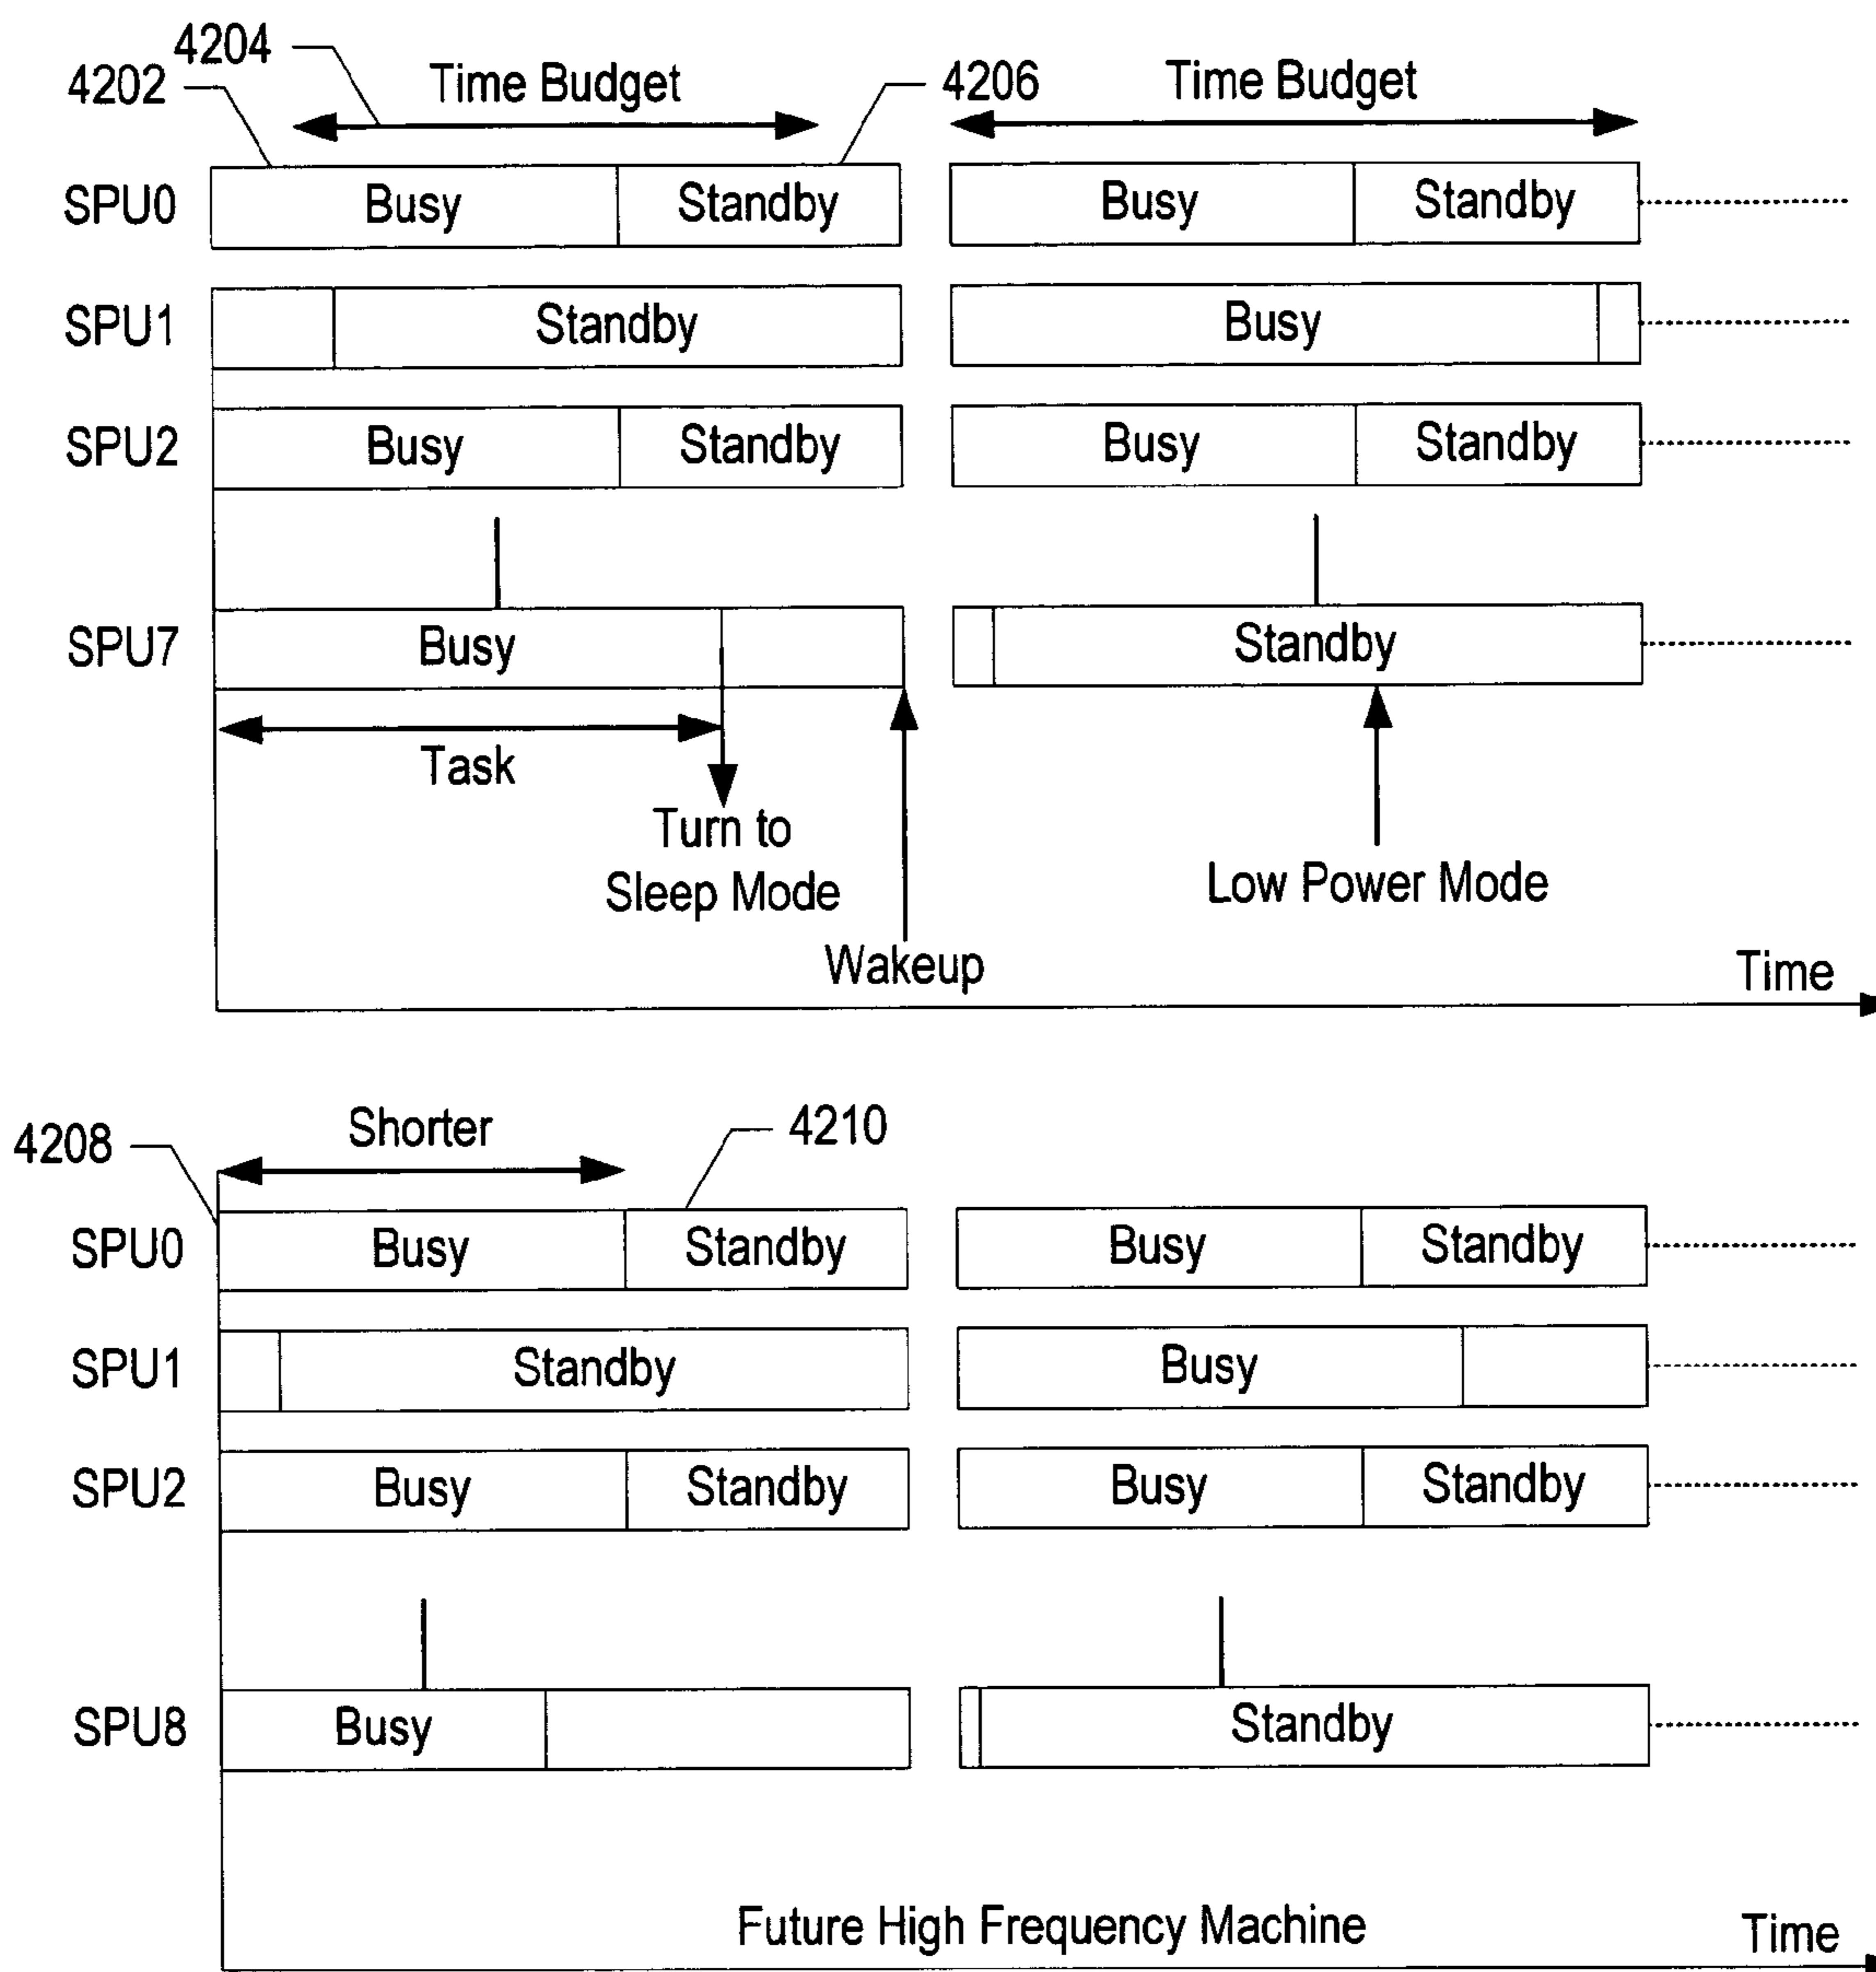 4204
4202 Time Budget 4206 Time Budget
SPU0 Busy Standby Busy Standby
SPU1 Standby Busy
SPU2 Busy Standby Busy Standby
SPU7 Busy Standby
Task
Turn to
Sleep Mode
Low Power Mode
Wakeup
Time
4208 Shorter 4210
SPU0 Busy Standby Busy Standby
SPU1 Standby Busy
SPU2 Busy Standby Busy Standby
SPU8 Busy Standby
Future High Frequency Machine
Time